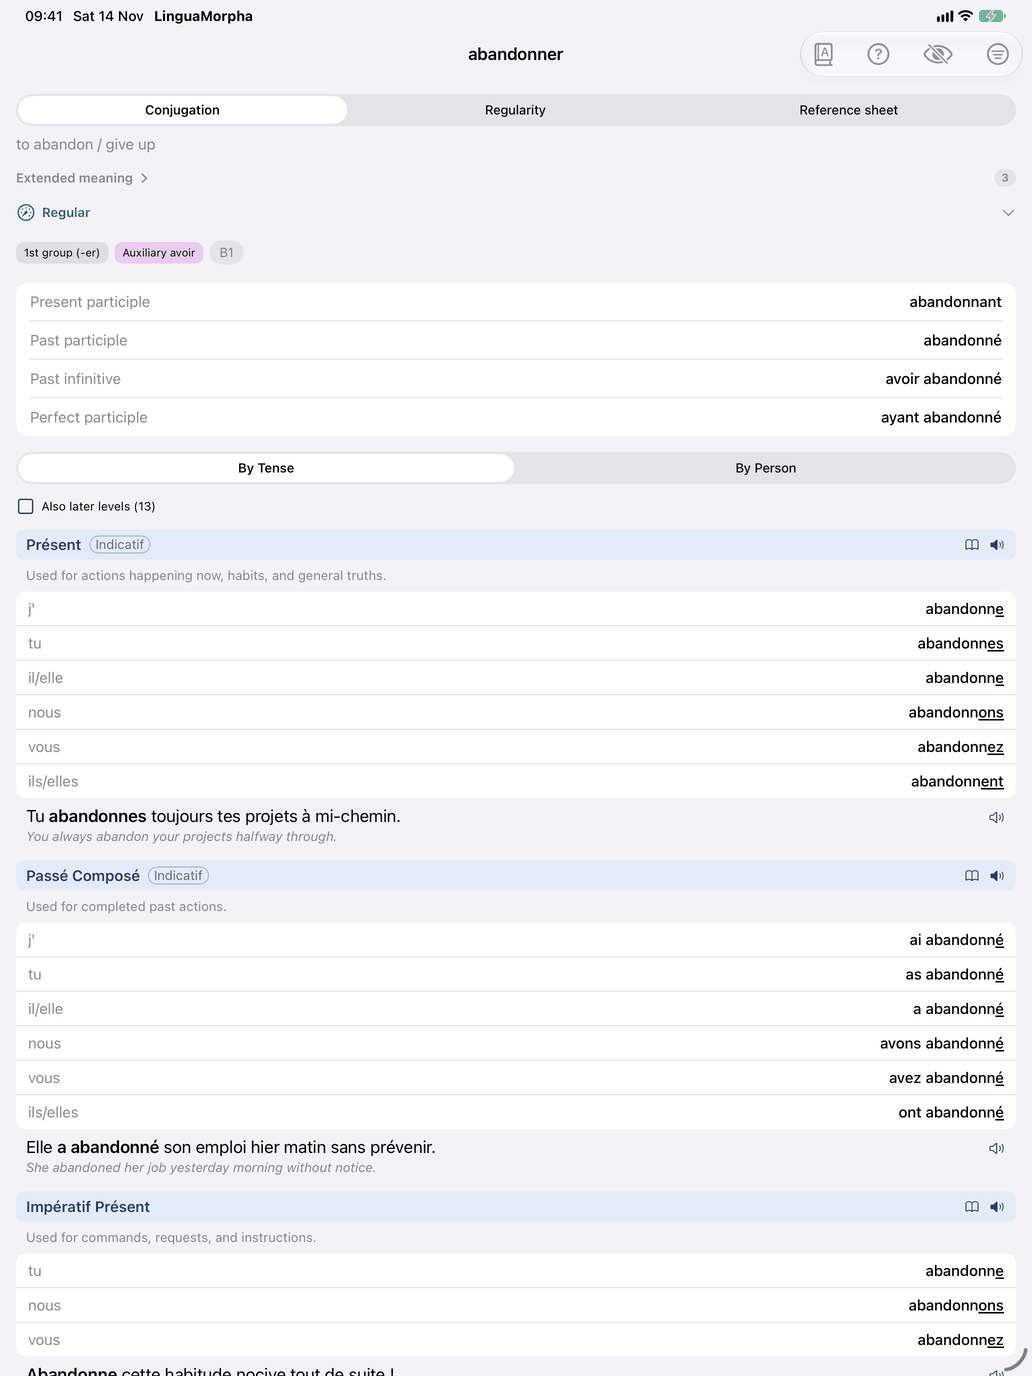 09:41 Sat 14 Nov LinguaMorpha
abandonner
Conjugation Regularity Reference sheet
to abandon / give up
Extended meaning 3
Regular
1st group (-er) Auxiliary avoir B1
Present participle abandonnant
Past participle abandonné
Past infinitive avoir abandonné
Perfect participle ayant abandonné
By Tense By Person
Also later levels (13)
Présent Indicatif
Used for actions happening now, habits, and general truths.
j' abandonne
tu abandonnes
il/elle abandonne
nous abandonnons
vous abandonnez
ils/elles abandonnent
Tu abandonnes toujours tes projets à mi-chemin.
You always abandon your projects halfway through.
Passé Composé Indicatif
Used for completed past actions.
j' ai abandonné
tu as abandonné
il/elle a abandonné
nous avons abandonné
vous avez abandonné
ils/elles ont abandonné
Elle a abandonné son emploi hier matin sans prévenir.
She abandoned her job yesterday morning without notice.
Impératif Présent
Used for commands, requests, and instructions.
tu abandonne
nous abandonnons
vous abandonnez
Abandonne cette habitude nocive tout de suite !